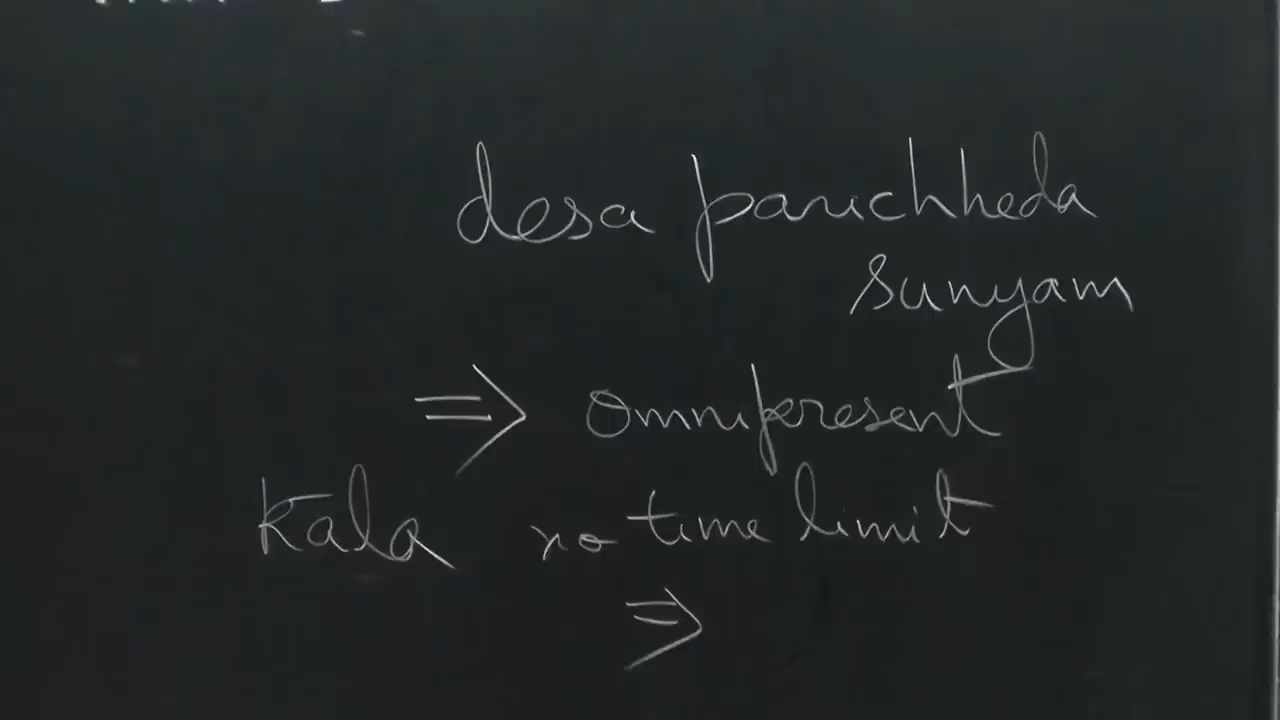 desa parichheda
sunyam
⇒ omnipresent
Kala no time limit
⇒